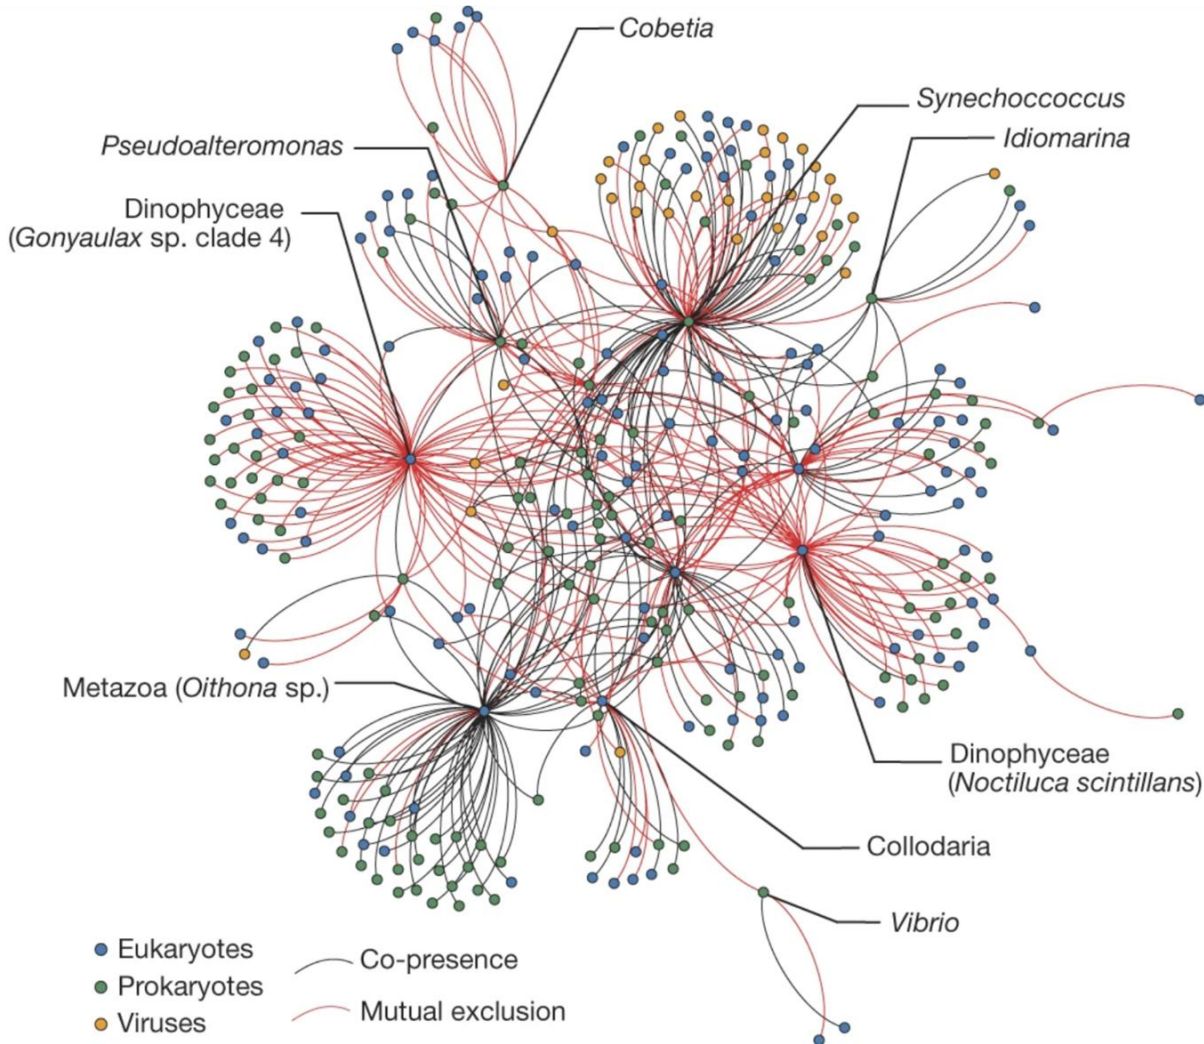 Cobetia
Synechoccoccus
Idiomarina
Pseudoalteromonas
Dinophyceae
(Gonyaulax sp. clade 4)
Metazoa (Oithona sp.)
Dinophyceae
(Noctiluca scintillans)
Collodaria
Vibrio
Eukaryotes
Prokaryotes
Viruses
Co-presence
Mutual exclusion